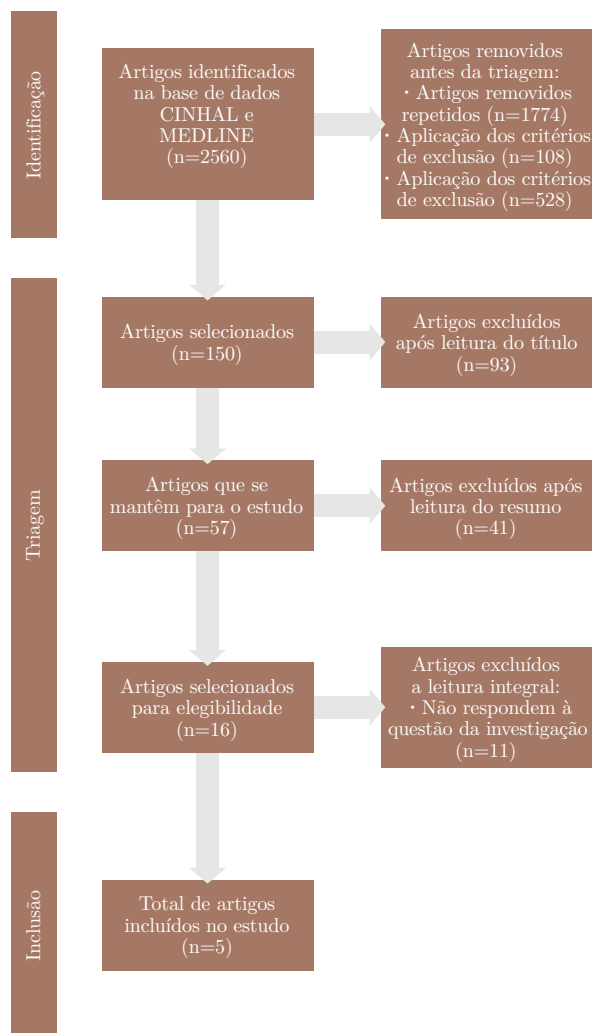 Identificação
Artigos identificados
na base de dados
CINHAL e
MEDLINE
(n=2560)
Artigos removidos
antes da triagem:
· Artigos removidos
repetidos (n=1774)
· Aplicação dos critérios
de exclusão (n=108)
· Aplicação dos critérios
de exclusão (n=528)
Triagem
Artigos selecionados
(n=150)
Artigos excluídos
após leitura do título
(n=93)
Artigos que se
mantêm para o estudo
(n=57)
Artigos excluídos após
leitura do resumo
(n=41)
Artigos selecionados
para elegibilidade
(n=16)
Artigos excluídos
a leitura integral:
· Não respondem à
questão da investigação
(n=11)
Inclusão
Total de artigos
incluídos no estudo
(n=5)